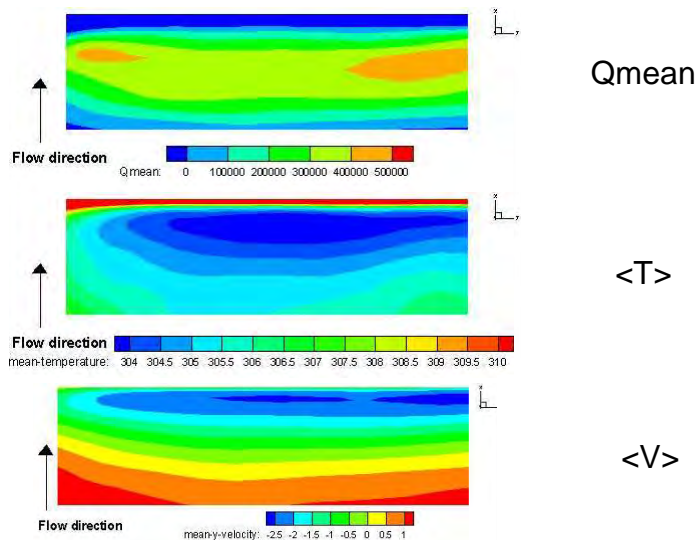 x
y
Qmean
Flow direction
Qmean: 0 100000 200000 300000 400000 500000
x
y
<T>
Flow direction
mean-temperature: 304 304.5 305 305.5 306 306.5 307 307.5 308 308.5 309 309.5 310
x
<V>
Flow direction
mean-y-velocity: -2.5 -2 -1.5 -1 -0.5 0 0.5 1